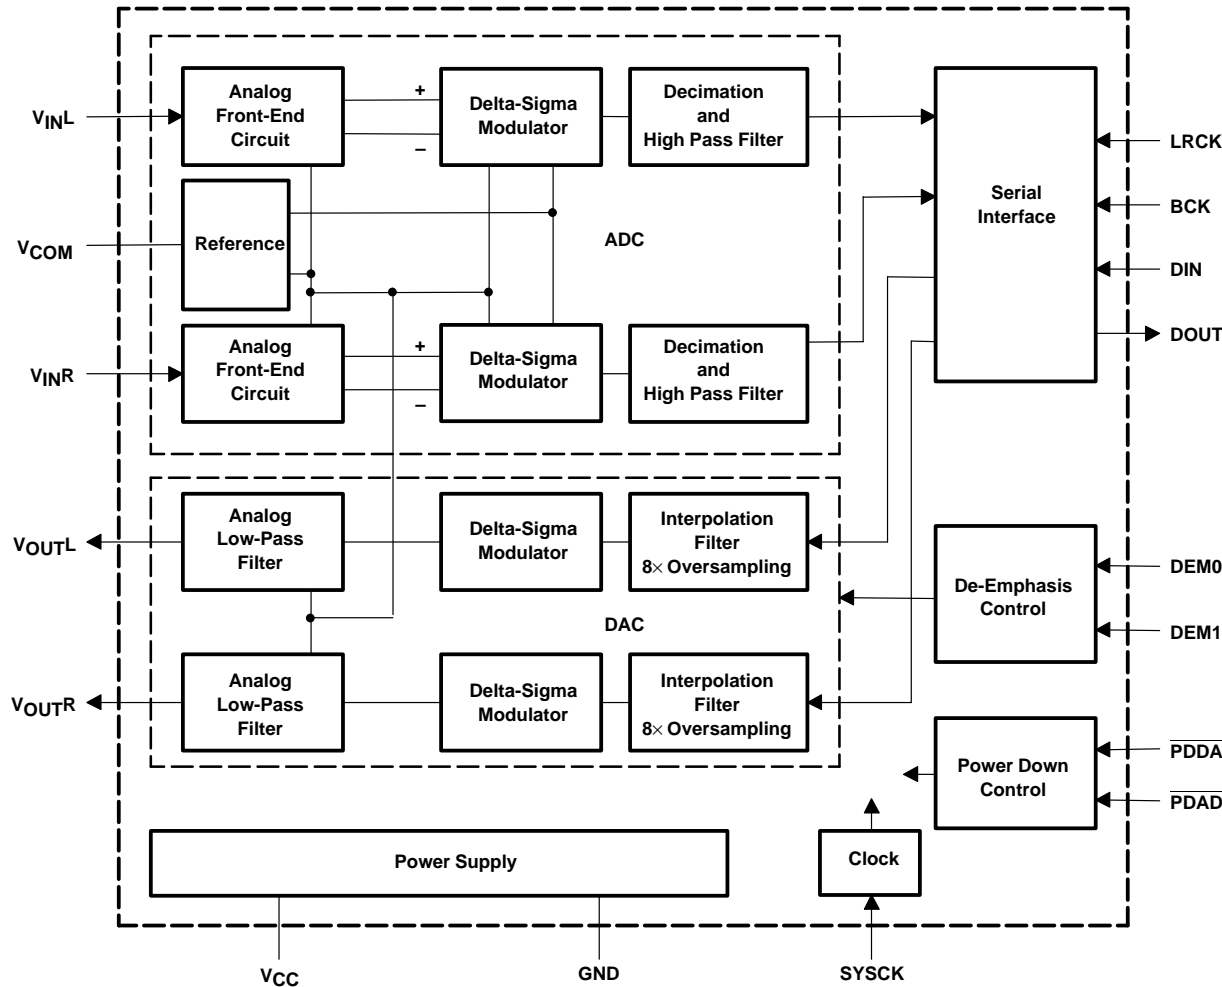 Analog
Front-End
Circuit
+
−
Delta-Sigma
Modulator
Decimation
and
High Pass Filter
VINL
LRCK
Serial
Interface
BCK
VCOM
Reference
ADC
DIN
DOUT
Analog
Front-End
Circuit
+
−
Delta-Sigma
Modulator
Decimation
and
High Pass Filter
VINR
Analog
Low-Pass
Filter
Delta-Sigma
Modulator
Interpolation
Filter
8× Oversampling
VOUTL
De-Emphasis
Control
DEM0
DEM1
DAC
Analog
Low-Pass
Filter
Delta-Sigma
Modulator
Interpolation
Filter
8× Oversampling
VOUTR
Power Down
Control
PDDA
PDAD
Power Supply
Clock
VCC
GND
SYSCK